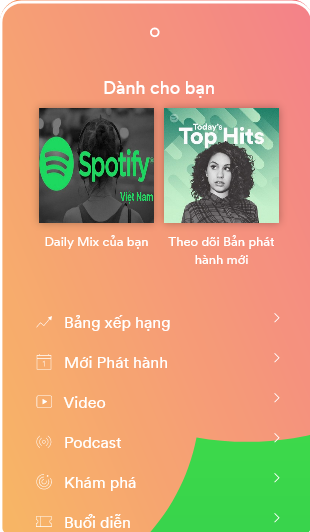 Dành cho bạn
Spotify
Việt Nam
Today's
Top Hits
Daily Mix của bạn
Theo dõi Bản phát
hành mới
Bảng xếp hạng
Mới Phát hành
Video
Podcast
Khám phá
Buổi diễn